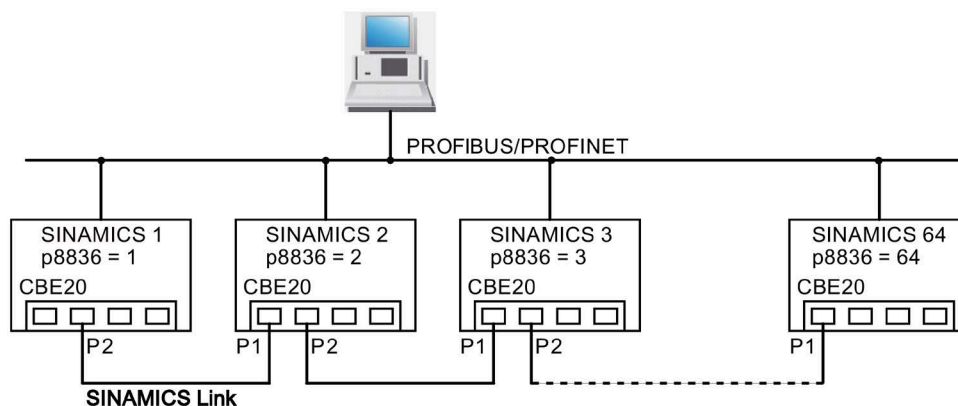 PROFIBUS/PROFINET
SINAMICS 1
p8836 = 1
CBE20
SINAMICS 2
p8836 = 2
CBE20
SINAMICS 3
p8836 = 3
CBE20
SINAMICS 64
p8836 = 64
CBE20
P2
P1
P2
P1
P2
P1
SINAMICS Link